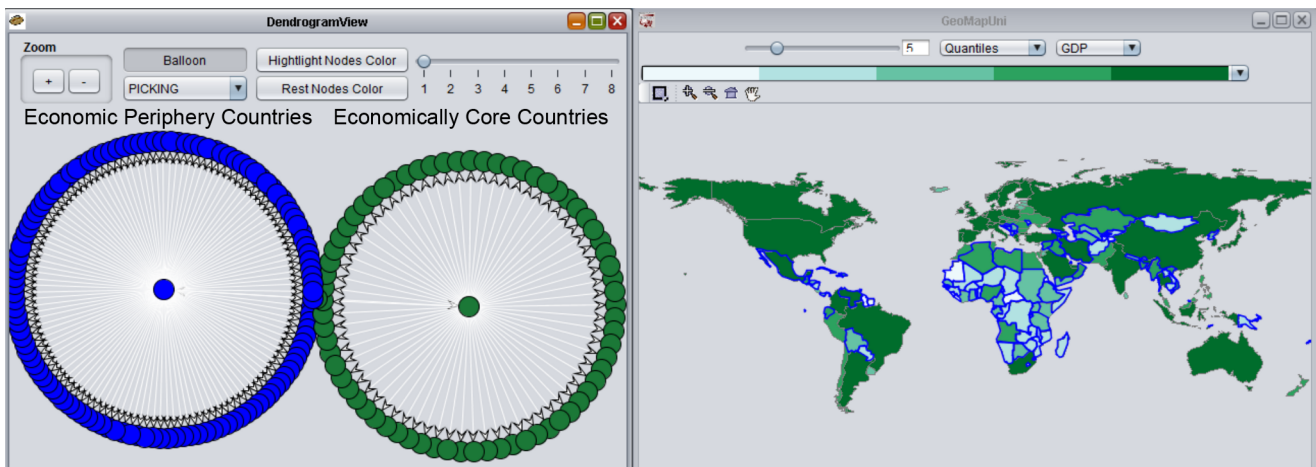 DendrogramView
Zoom
+ -
Balloon
PICKING
Hightlight Nodes Color
Rest Nodes Color
1 2 3 4 5 6 7 8
Economic Periphery Countries
Economically Core Countries
GeoMapUni
5 Quantiles GDP